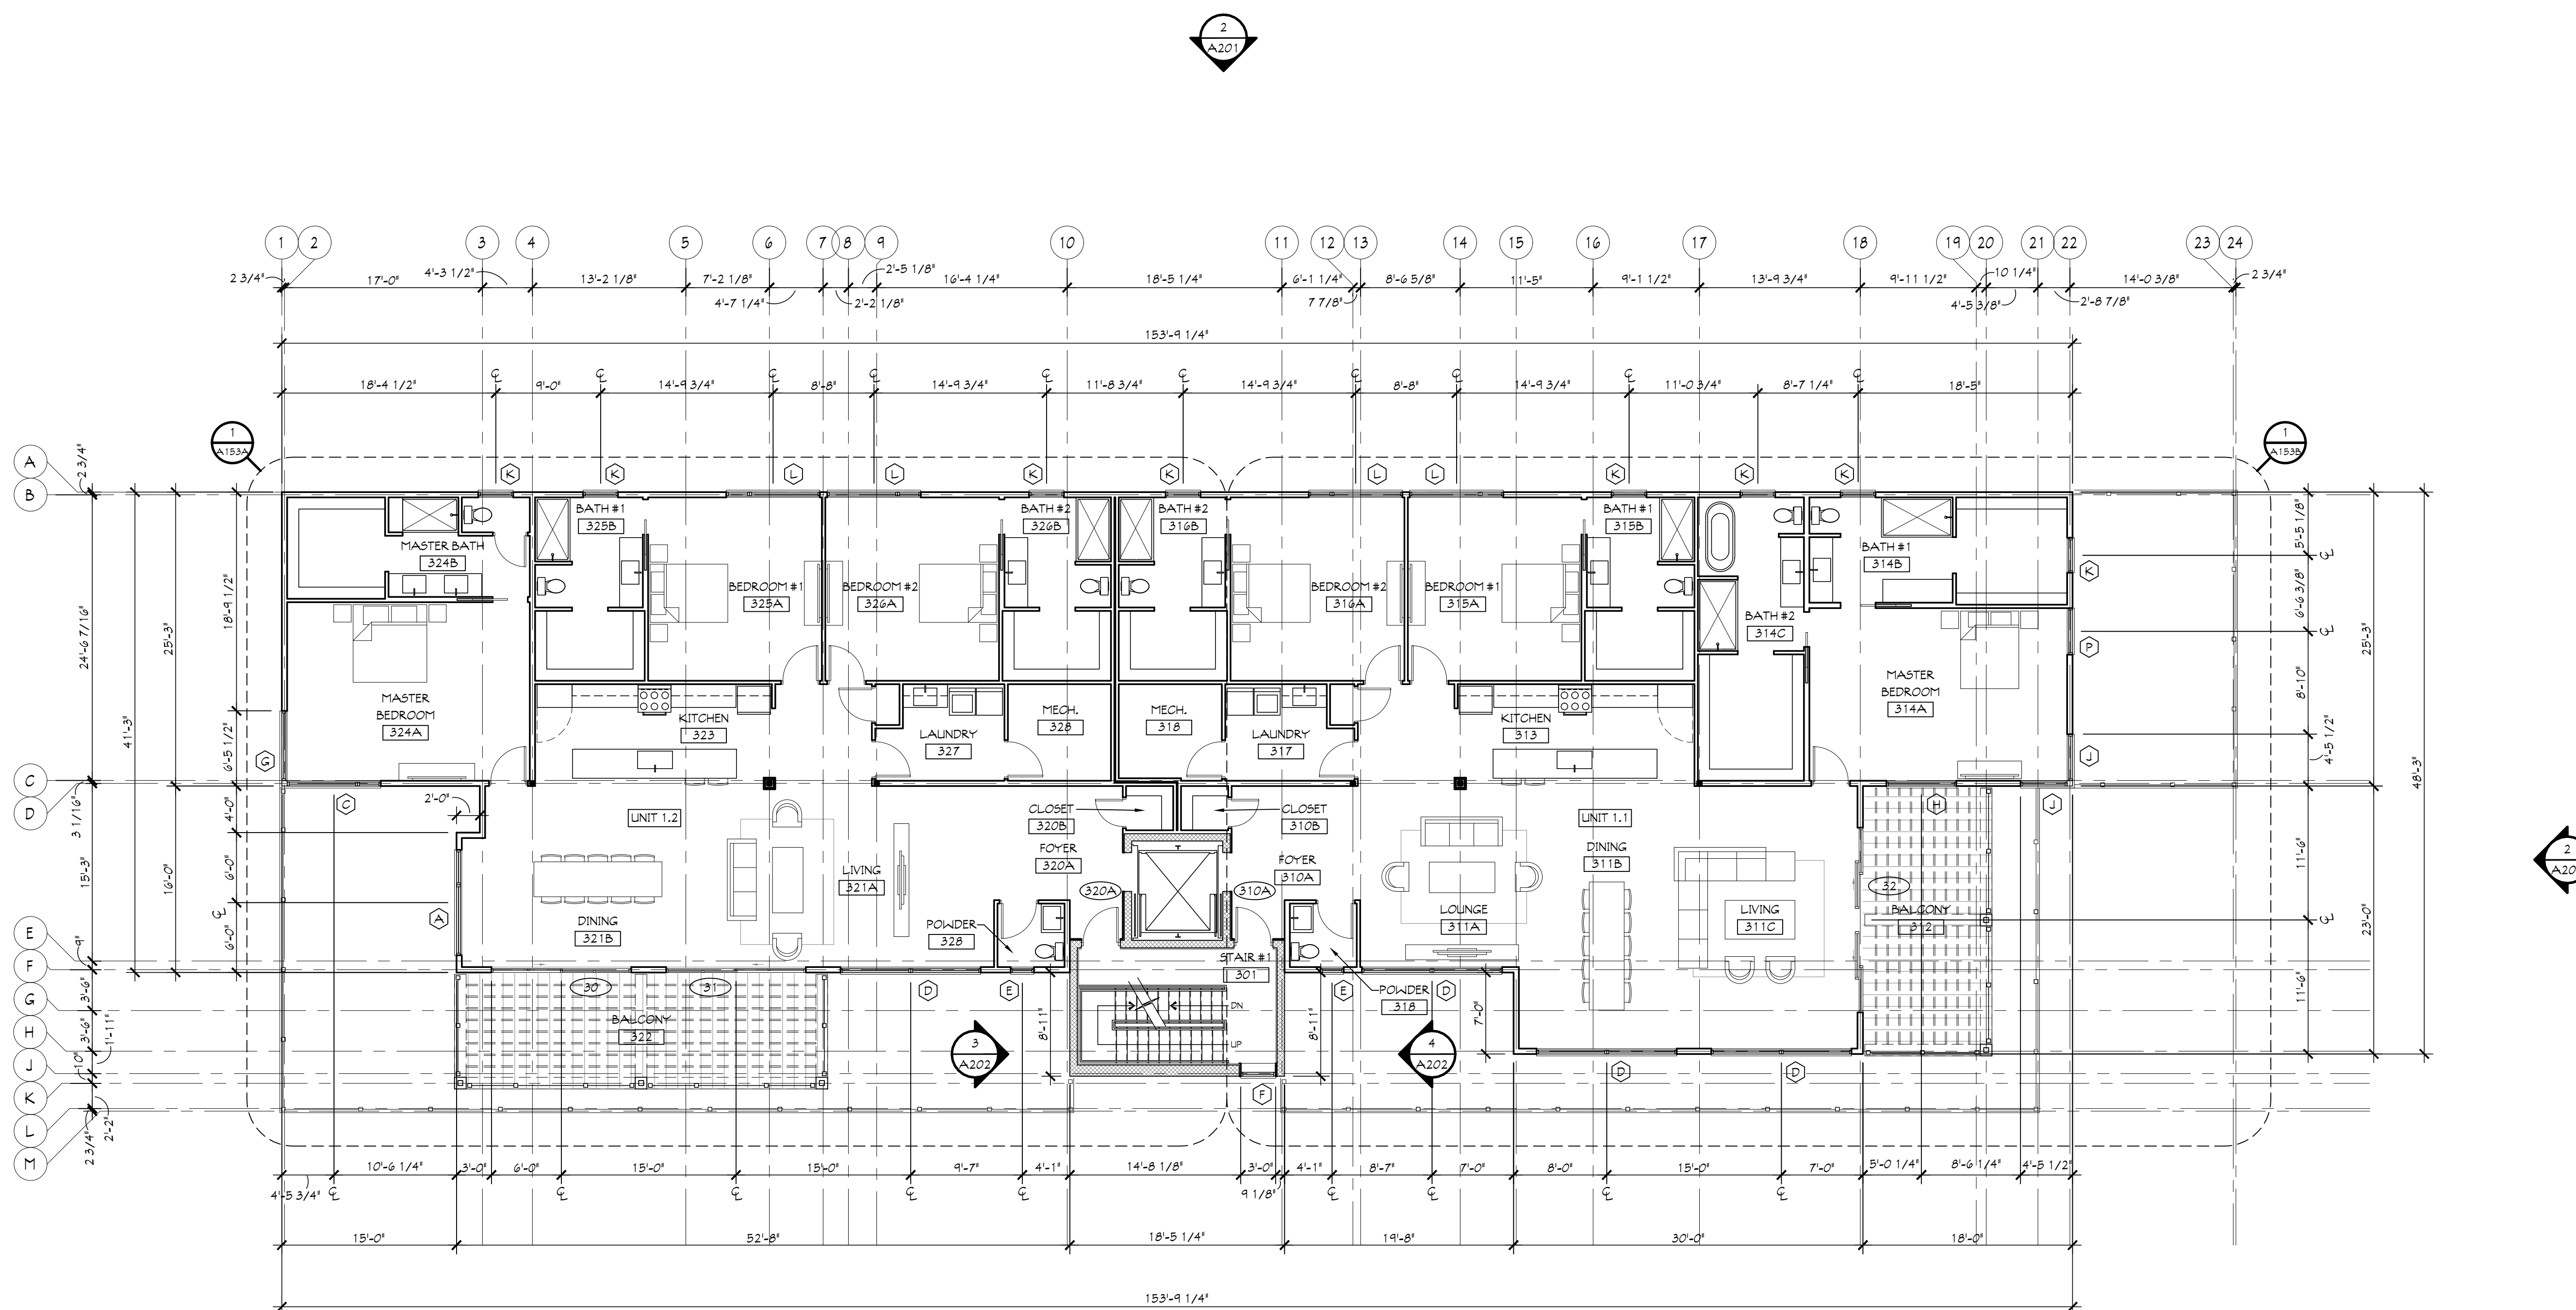 2
A201
1 2 3 4 5 6 7 8 9 10 11 12 13 14 15 16 17 18 19 20 21 22 23 24
2 3/4" 17'-0" 4'-3 1/2" 13'-2 1/8" 7'-2 1/8" 4'-7 1/4" 2'-2 1/8" 2'-5 1/8" 16'-4 1/4" 18'-5 1/4" 6'-1 1/4" 7 7/8" 8'-6 5/8" 11'-5" 9'-1 1/2" 13'-9 3/4" 9'-11 1/2" 10 1/4" 4'-5 3/8" 2'-8 7/8" 14'-0 3/8" 2 3/4"
153'-9 1/4"
18'-4 1/2" ℄ 9'-0" ℄ 14'-9 3/4" ℄ 8'-8" ℄ 14'-9 3/4" ℄ 11'-8 3/4" ℄ 14'-9 3/4" ℄ 8'-8" ℄ 14'-9 3/4" ℄ 11'-0 3/4" 8'-7 1/4" ℄ 18'-5"
1
A153A
1
A153B
K K L L K K L L K K K
A
B
C
D
E
F
G
H
J
K
L
M
2 3/4"
24'-6 7/16"
3 1/16"
15'-3"
9"
3'-6"
3'-6"
1'-11"
10"
2'-2"
2 3/4"
41'-3"
25'-3"
16'-0"
18'-9 1/2"
6'-5 1/2"
4'-0"
6'-0"
℄
6'-0"
2'-0"
MASTER BATH
324B
BATH #1
325B
BEDROOM #1
325A
BEDROOM #2
326A
BATH #2
326B
BATH #2
316B
BEDROOM #2
316A
BEDROOM #1
315A
BATH #1
315B
BATH #2
314C
BATH #1
314B
MASTER
BEDROOM
324A
MASTER
BEDROOM
314A
KITCHEN
323
LAUNDRY
327
MECH.
328
MECH.
318
LAUNDRY
317
KITCHEN
313
G
C
A
K
P
J
H
J
UNIT 1.2
CLOSET
320B
CLOSET
310B
UNIT 1.1
FOYER
320A
FOYER
310A
320A
310A
LIVING
321A
DINING
321B
DINING
311B
LOUNGE
311A
LIVING
311C
32
BALCONY
312
POWDER
328
STAIR #1
301
POWDER
318
30
31
BALCONY
322
D
E
E
D
D
D
F
DN
UP
3
A202
4
A202
8'-11"
8'-11"
7'-0"
5'-5 1/8"
℄
6'-6 3/8"
℄
8'-10"
℄
4'-5 1/2"
11'-6"
℄
11'-6"
25'-3"
23'-0"
48'-3"
2
4'-5 3/4" ℄ 10'-6 1/4" 3'-0" 6'-0" ℄ 15'-0" ℄ 15'-0" ℄ 9'-7" ℄ 4'-1" 14'-8 1/8" 3'-0" 9 1/8" 4'-1" ℄ 8'-7" ℄ 7'-0" 8'-0" ℄ 15'-0" ℄ 7'-0" 5'-0 1/4" ℄ 8'-6 1/4" ℄ 4'-5 1/2"
15'-0" 52'-8" 18'-5 1/4" 19'-8" 30'-0" 18'-0"
153'-9 1/4"